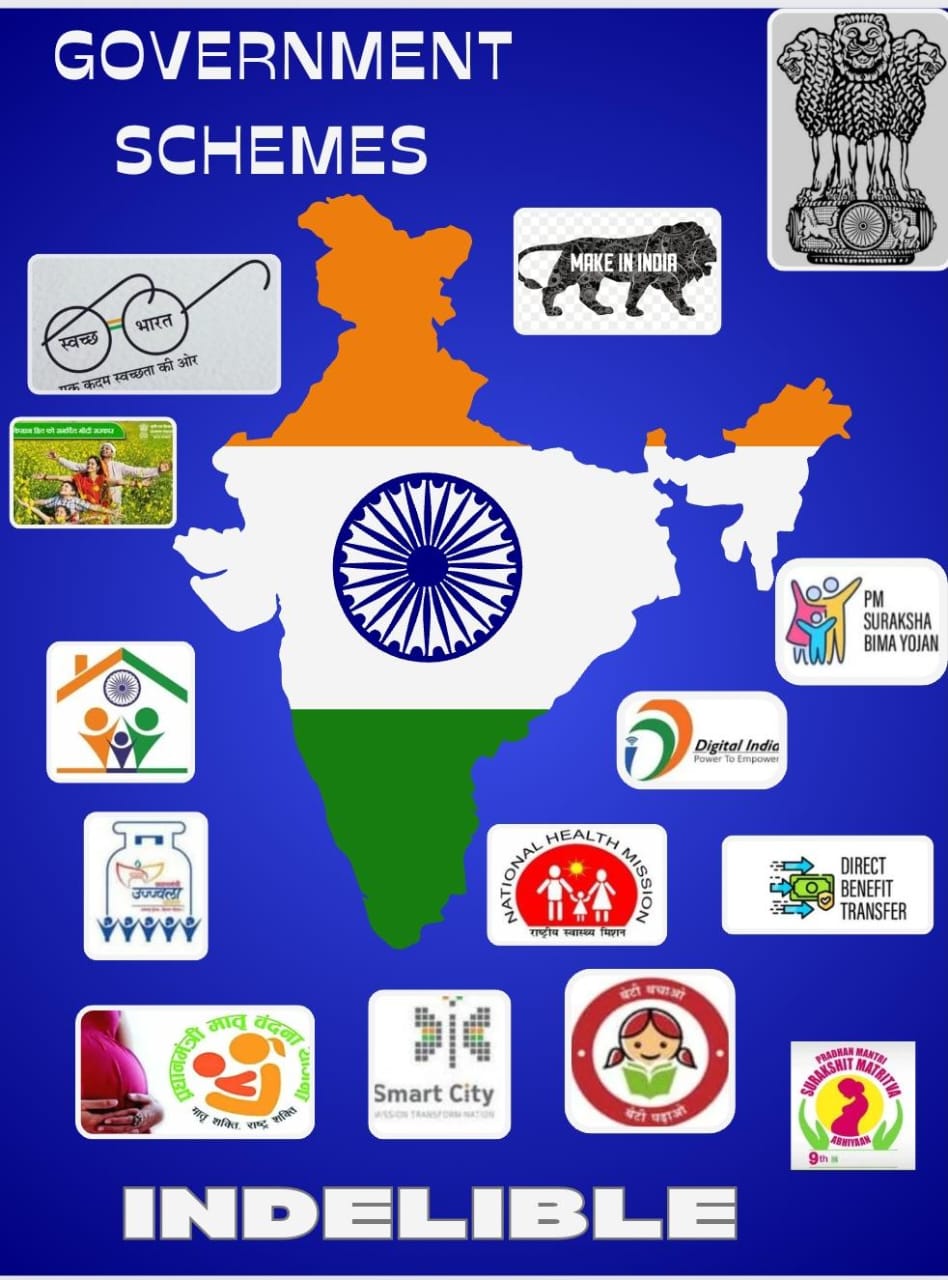 GOVERNMENT
SCHEMES
MAKE IN INDIA
स्वच्छ
भारत
एक कदम स्वच्छता की ओर
किसान हित को समर्पित मोदी सरकार
PM
SURAKSHA
BIMA YOJAN
Digital India
Power To Empower
उज्ज्वला
NATIONAL HEALTH MISSION
राष्ट्रीय स्वास्थ्य मिशन
DIRECT
BENEFIT
TRANSFER
प्रधानमंत्री मातृ वंदना योजना
मातृ शक्ति, राष्ट्र शक्ति
Smart City
MISSION TRANSFORM-NATION
बेटी बचाओ
बेटी पढ़ाओ
PRADHAN MANTRI
SURAKSHIT MATRITVA
ABHIYAAN
9th
INDELIBLE